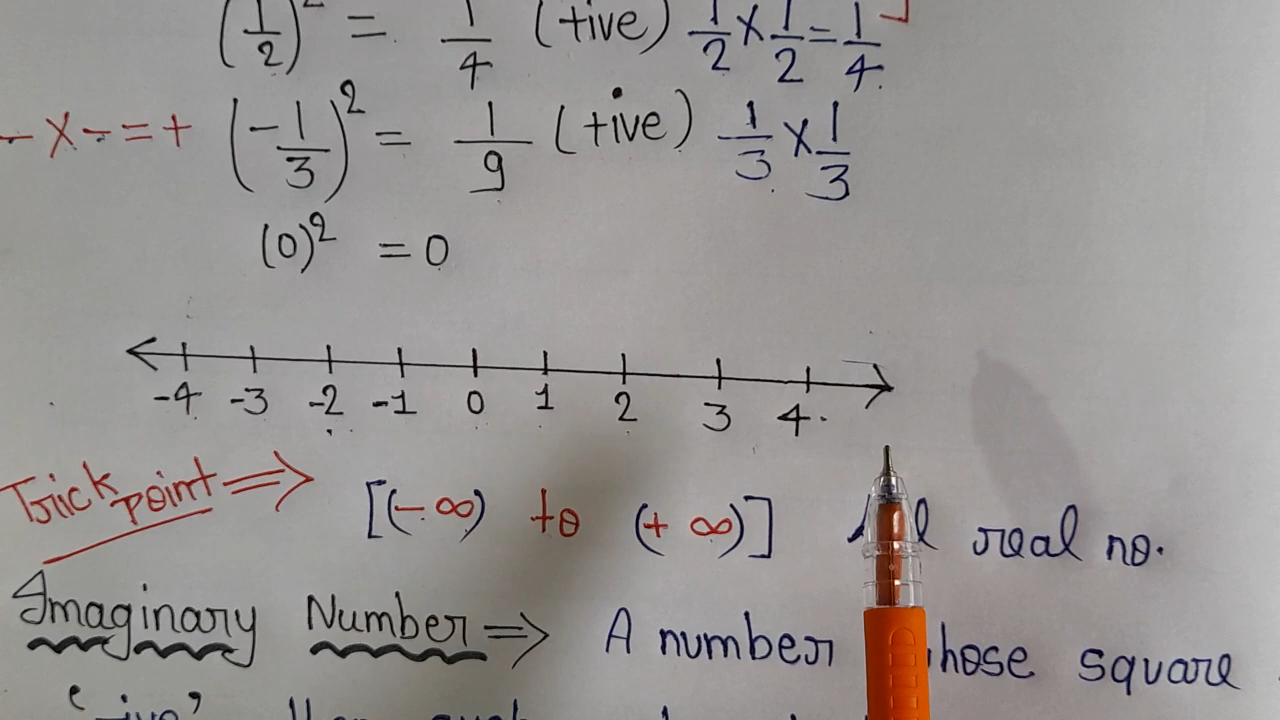 (1/2)² = 1/4 (+ive) 1/2 × 1/2 = 1/4
- × - = + (-1/3)² = 1/9 (+ive) 1/3 × 1/3
(0)² = 0
-4 -3 -2 -1 0 1 2 3 4
Trick point ⇒ [(-∞) to (+∞)] real no.
Imaginary Number ⇒ A number square